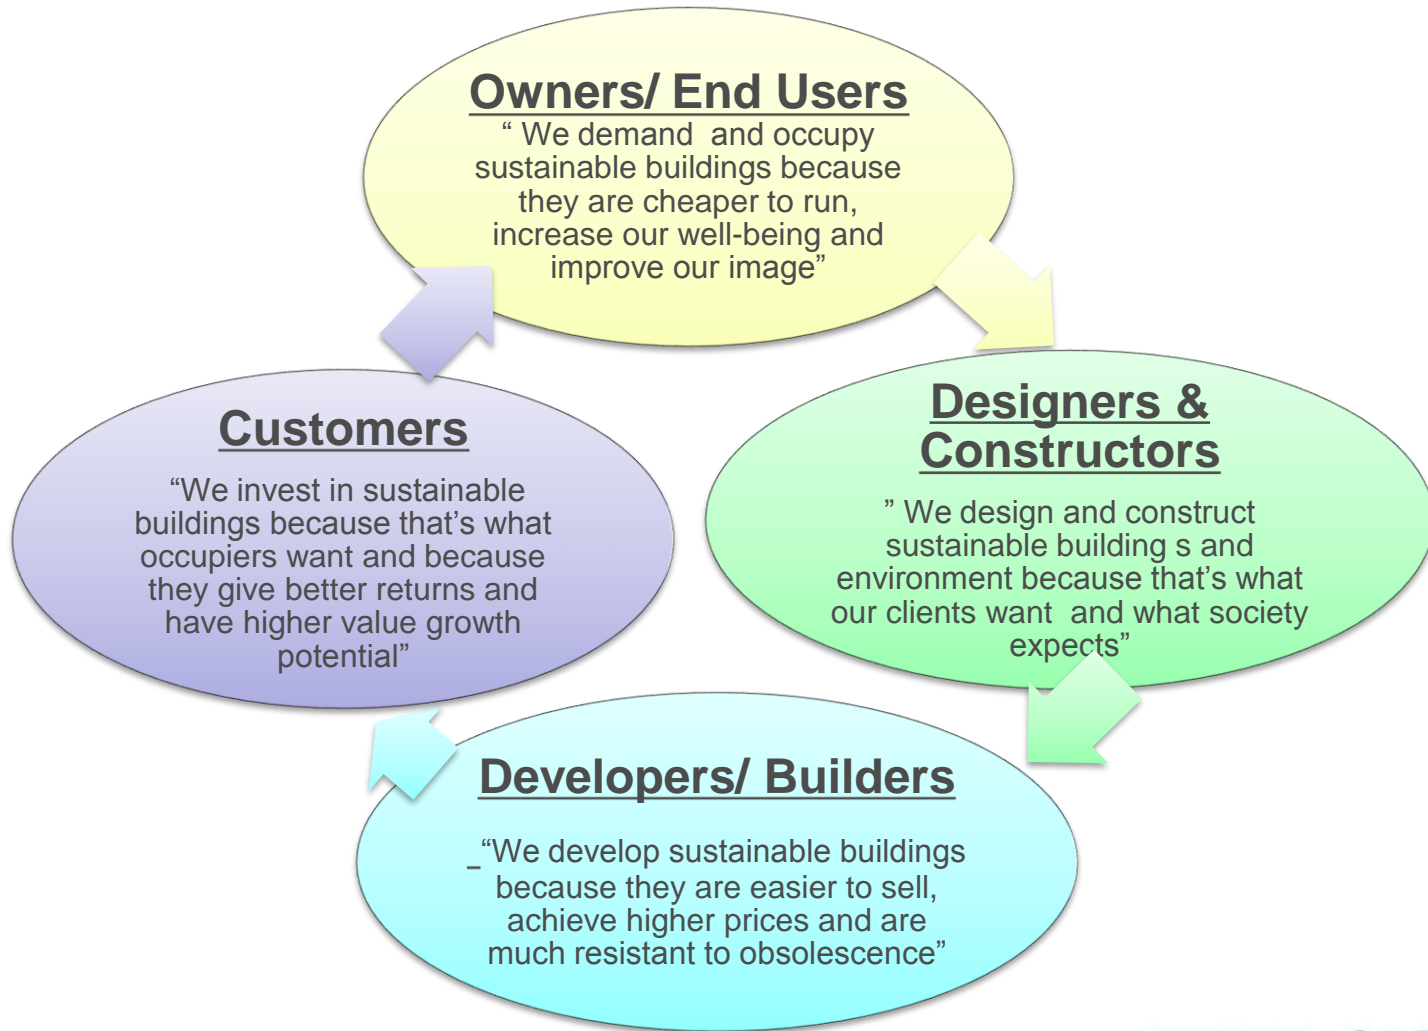 Owners/ End Users
“ We demand  and occupy
sustainable buildings because
they are cheaper to run,
increase our well-being and
improve our image”
Designers &
Constructors
” We design and construct
sustainable building s and
environment because that’s what
our clients want  and what society
expects”
Developers/ Builders
_“We develop sustainable buildings
because they are easier to sell,
achieve higher prices and are
much resistant to obsolescence”
Customers
“We invest in sustainable
buildings because that’s what
occupiers want and because
they give better returns and
have higher value growth
potential”